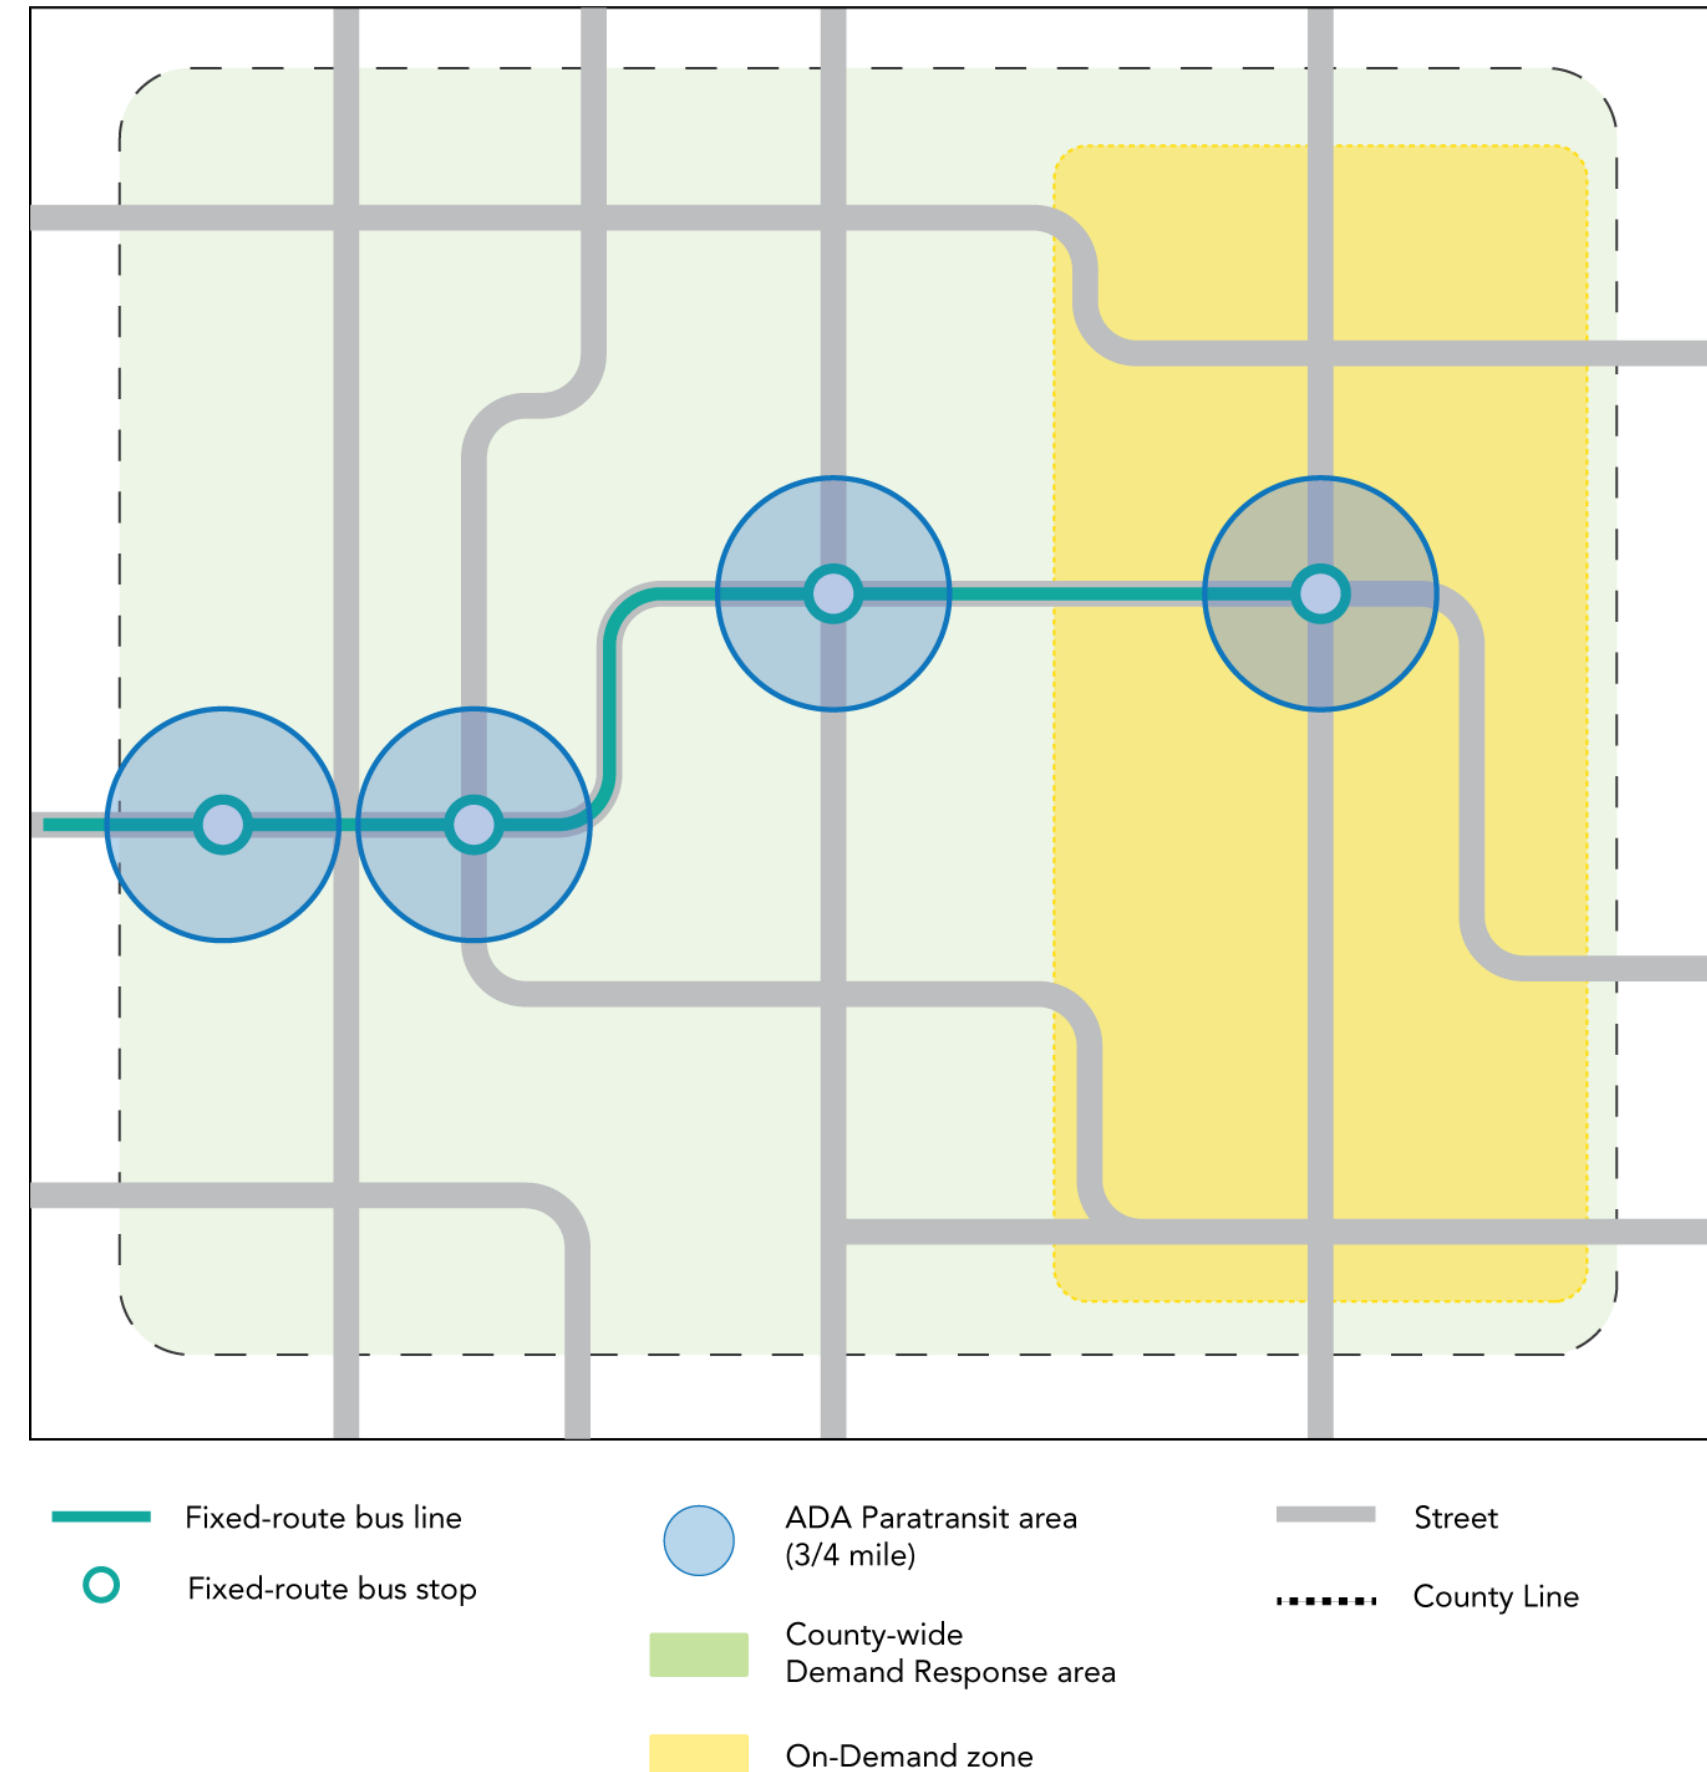 Fixed-route bus line
Fixed-route bus stop
ADA Paratransit area
(3/4 mile)
County-wide
Demand Response area
On-Demand zone
Street
County Line